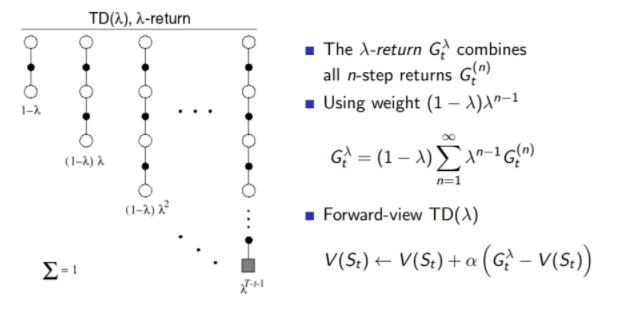 TD(λ), λ-return
1−λ
(1−λ) λ
(1−λ) λ²
λ^{T-t-1}
∑ = 1
The λ-return G_t^λ combines
all n-step returns G_t^{(n)}
Using weight (1 − λ)λ^{n−1}
G_t^λ = (1 − λ) ∑_{n=1}^{∞} λ^{n−1} G_t^{(n)}
Forward-view TD(λ)
V(S_t) ← V(S_t) + α (G_t^λ − V(S_t))